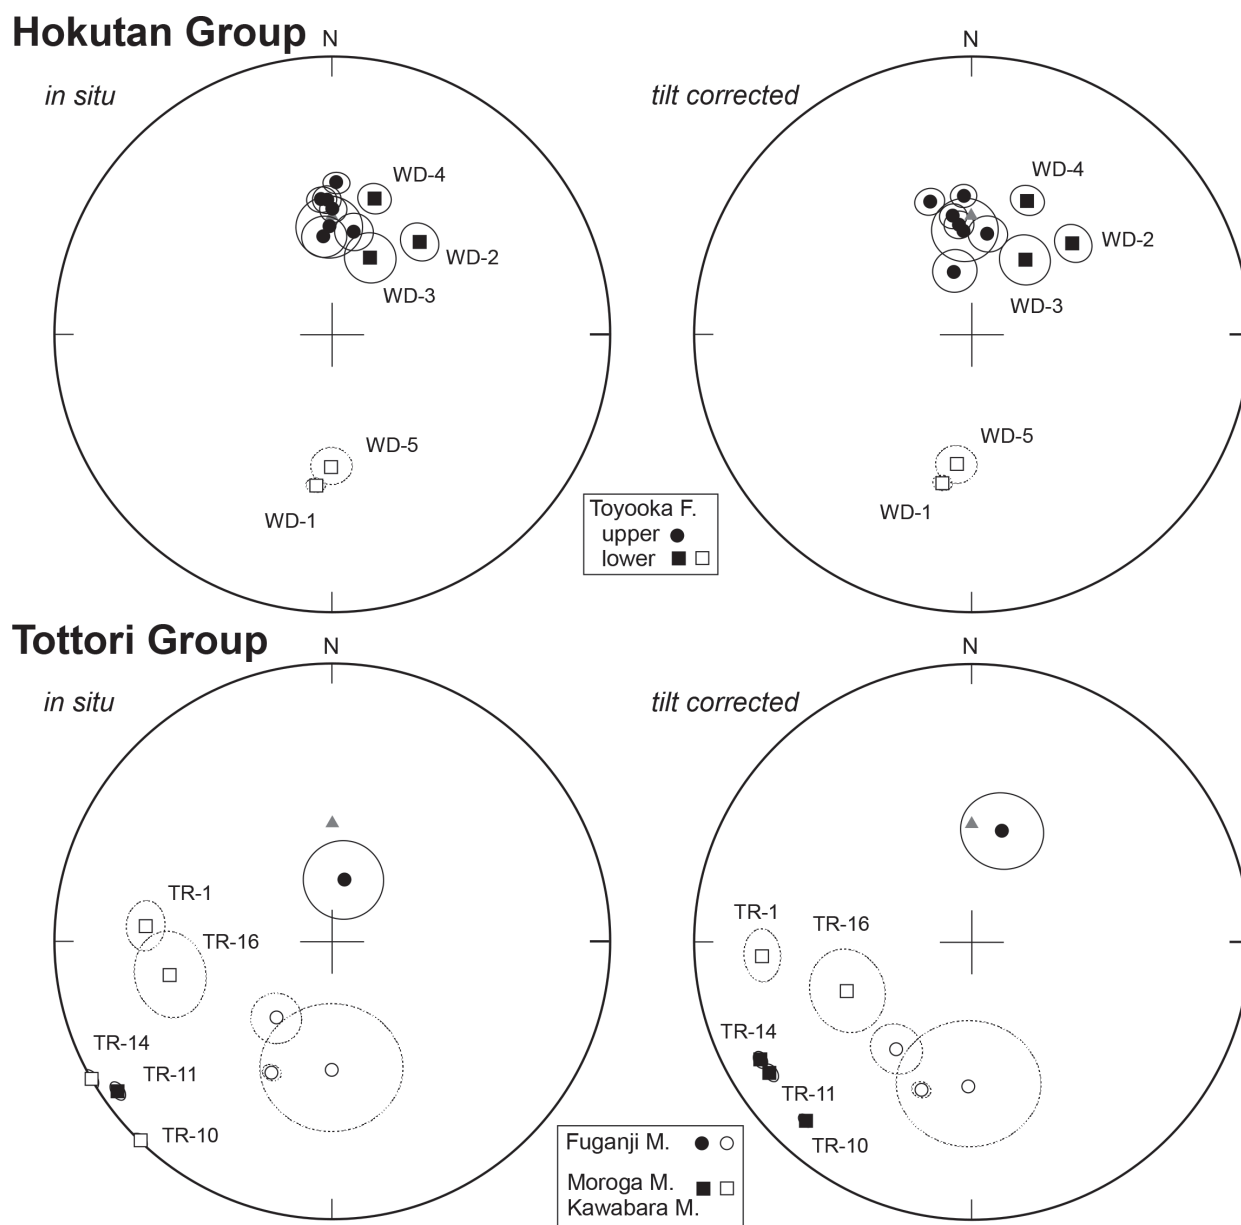 Hokutan Group
N
N
in situ
tilt corrected
WD-4
WD-4
WD-2
WD-2
WD-3
WD-3
WD-5
WD-5
WD-1
WD-1
Toyooka F.
upper
lower
Tottori Group
N
N
in situ
tilt corrected
TR-1
TR-1
TR-16
TR-16
TR-14
TR-14
TR-11
TR-11
TR-10
TR-10
Fuganji M.
Moroga M.
Kawabara M.